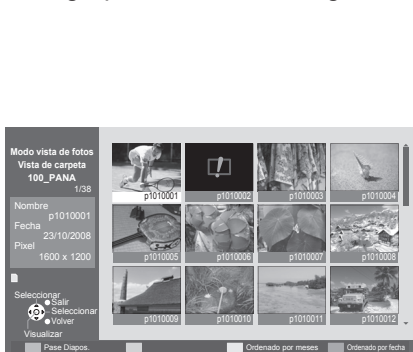 Modo vista de fotos
Vista de carpeta
100_PANA
1/38
Nombre
p1010001
Fecha
23/10/2008
Pixel
1600 x 1200
Seleccionar
Salir
Seleccionar
Volver
Visualizar
p1010001 p1010002 p1010003 p1010004
p1010005 p1010006 p1010007 p1010008
p1010009 p1010010 p1010011 p1010012
Pase Diapos. Ordenado por meses Ordenado por fecha